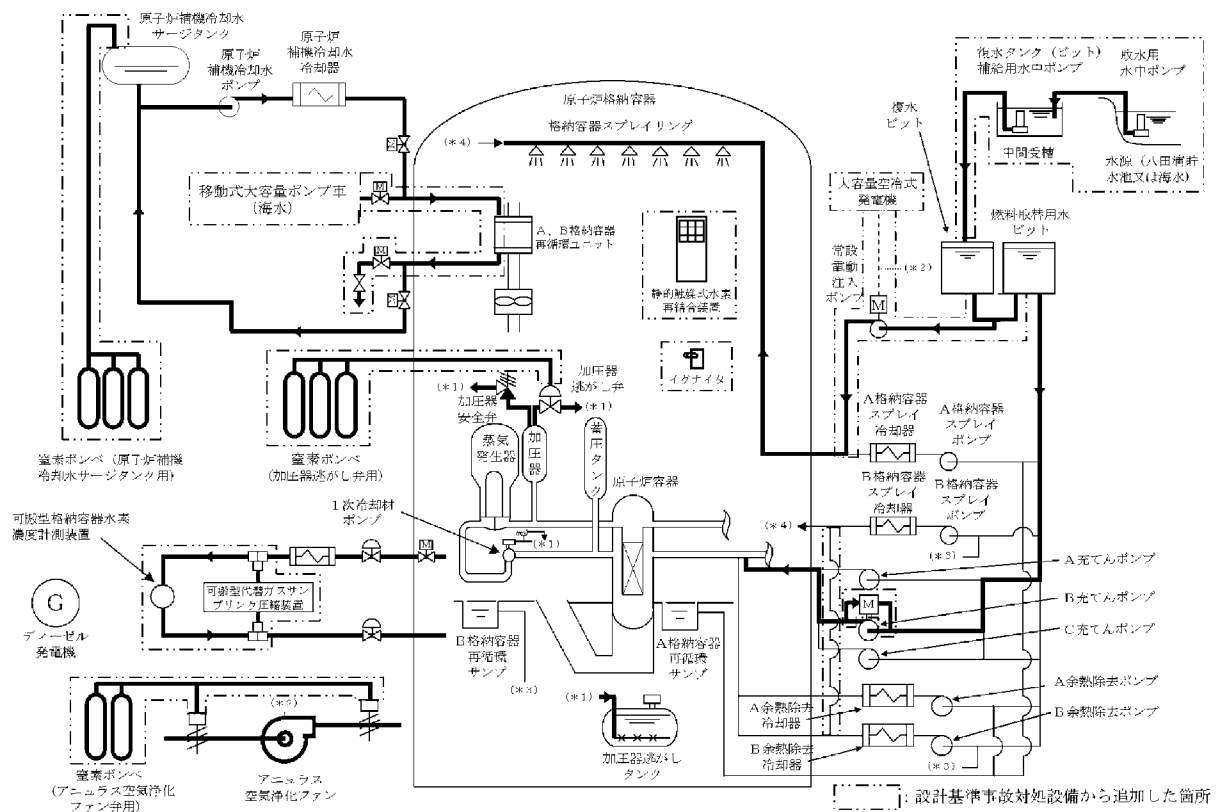 原子炉補機冷却水
サージタンク
原子炉
補機冷却水
ポンプ
原子炉
補機冷却水
冷却器
原子炉格納容器
格納容器スプレイリング
(*4)
M
移動式大容量ポンプ車
(海水)
M
A、B格納容器
再循環ユニット
静的触媒式水素
再結合装置
イグナイタ
復水タンク(ピット)
補給用水中ポンプ
取水用
水中ポンプ
復水
ピット
中間受槽
水源(八田浦貯
水池又は海水)
大容量空冷式
発電機
燃料取替用水
ピット
常設
電動
注入
ポンプ
(*2)
M
窒素ボンベ(原子炉補機
冷却水サージタンク用)
窒素ボンベ
(加圧器逃がし弁用)
(*1)
加圧器
安全弁
加圧器
逃がし弁
(*1)
蒸気
発生器
加圧器
蓄圧タンク
原子炉容器
1次冷却材
ポンプ
(*1)
A格納容器
スプレイ
冷却器
A格納容器
スプレイ
ポンプ
B格納容器
スプレイ
冷却器
B格納容器
スプレイ
ポンプ
(*4)
(*3)
可搬型格納容器水素
濃度計測装置
M
可搬型代替ガスサン
プリング圧縮装置
G
ディーゼル
発電機
B格納容器
再循環
サンプ
(*3)
A格納容器
再循環
サンプ
A充てんポンプ
M
B充てんポンプ
C充てんポンプ
A余熱除去ポンプ
A余熱除去
冷却器
B余熱除去ポンプ
B余熱除去
冷却器
(*3)
(*1)
加圧器逃がし
タンク
(*2)
窒素ボンベ
(アニュラス空気浄化
ファン弁用)
アニュラス
空気浄化ファン
:設計基準事故対処設備から追加した箇所